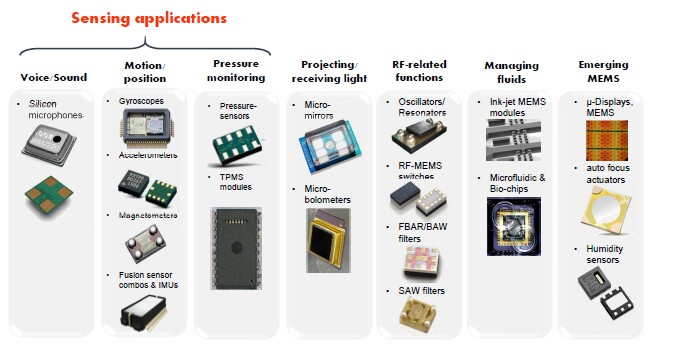 Sensing applications
Voice/Sound
Silicon
microphones
Motion/
position
Gyroscopes
Accelerometers
Magnetometers
Fusion sensor
combos & IMUs
Pressure
monitoring
Pressure-
sensors
TPMS
modules
Projecting/
receiving light
Micro-
mirrors
Micro-
bolometers
RF-related
functions
Oscillators/
Resonators
RF-MEMS
switches
FBAR/BAW
filters
SAW filters
Managing
fluids
Ink-jet MEMS
modules
Microfluidic &
Bio-chips
Emerging
MEMS
µ-Displays,
MEMS
auto focus
actuators
Humidity
sensors